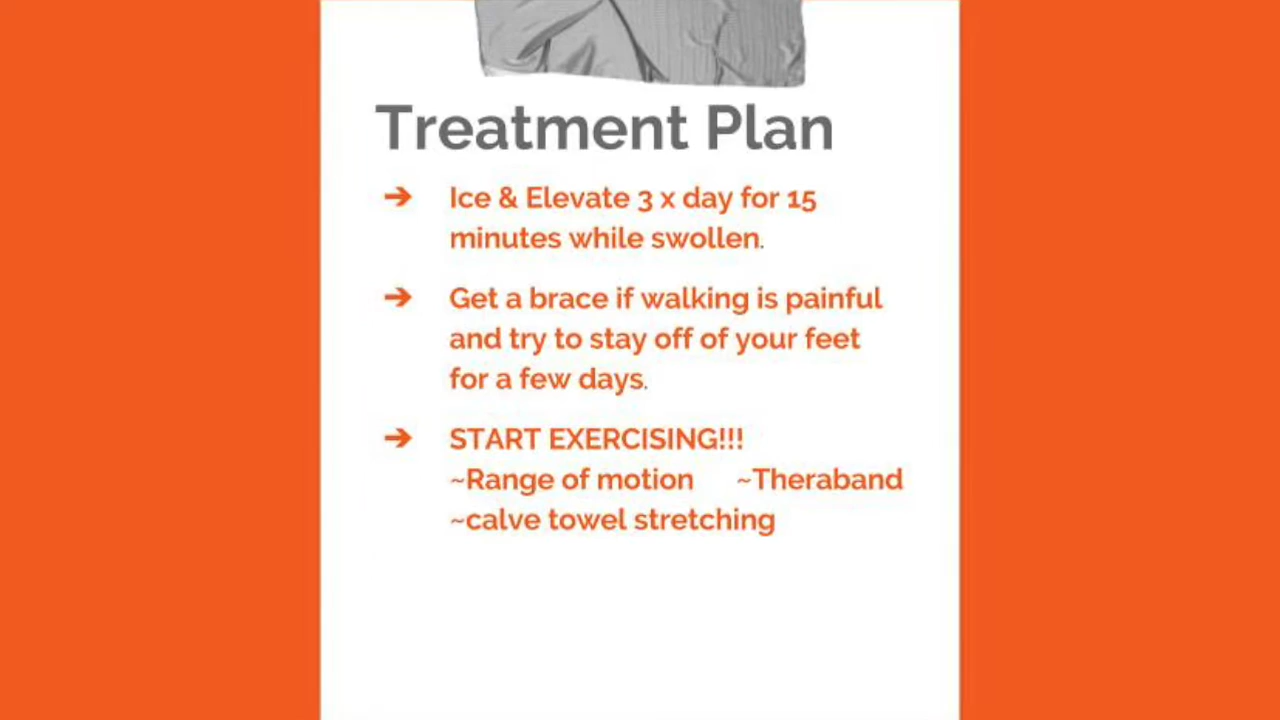 Treatment Plan
➔ Ice & Elevate 3 x day for 15
minutes while swollen.
➔ Get a brace if walking is painful
and try to stay off of your feet
for a few days.
➔ START EXERCISING!!!
~Range of motion ~Theraband
~calve towel stretching